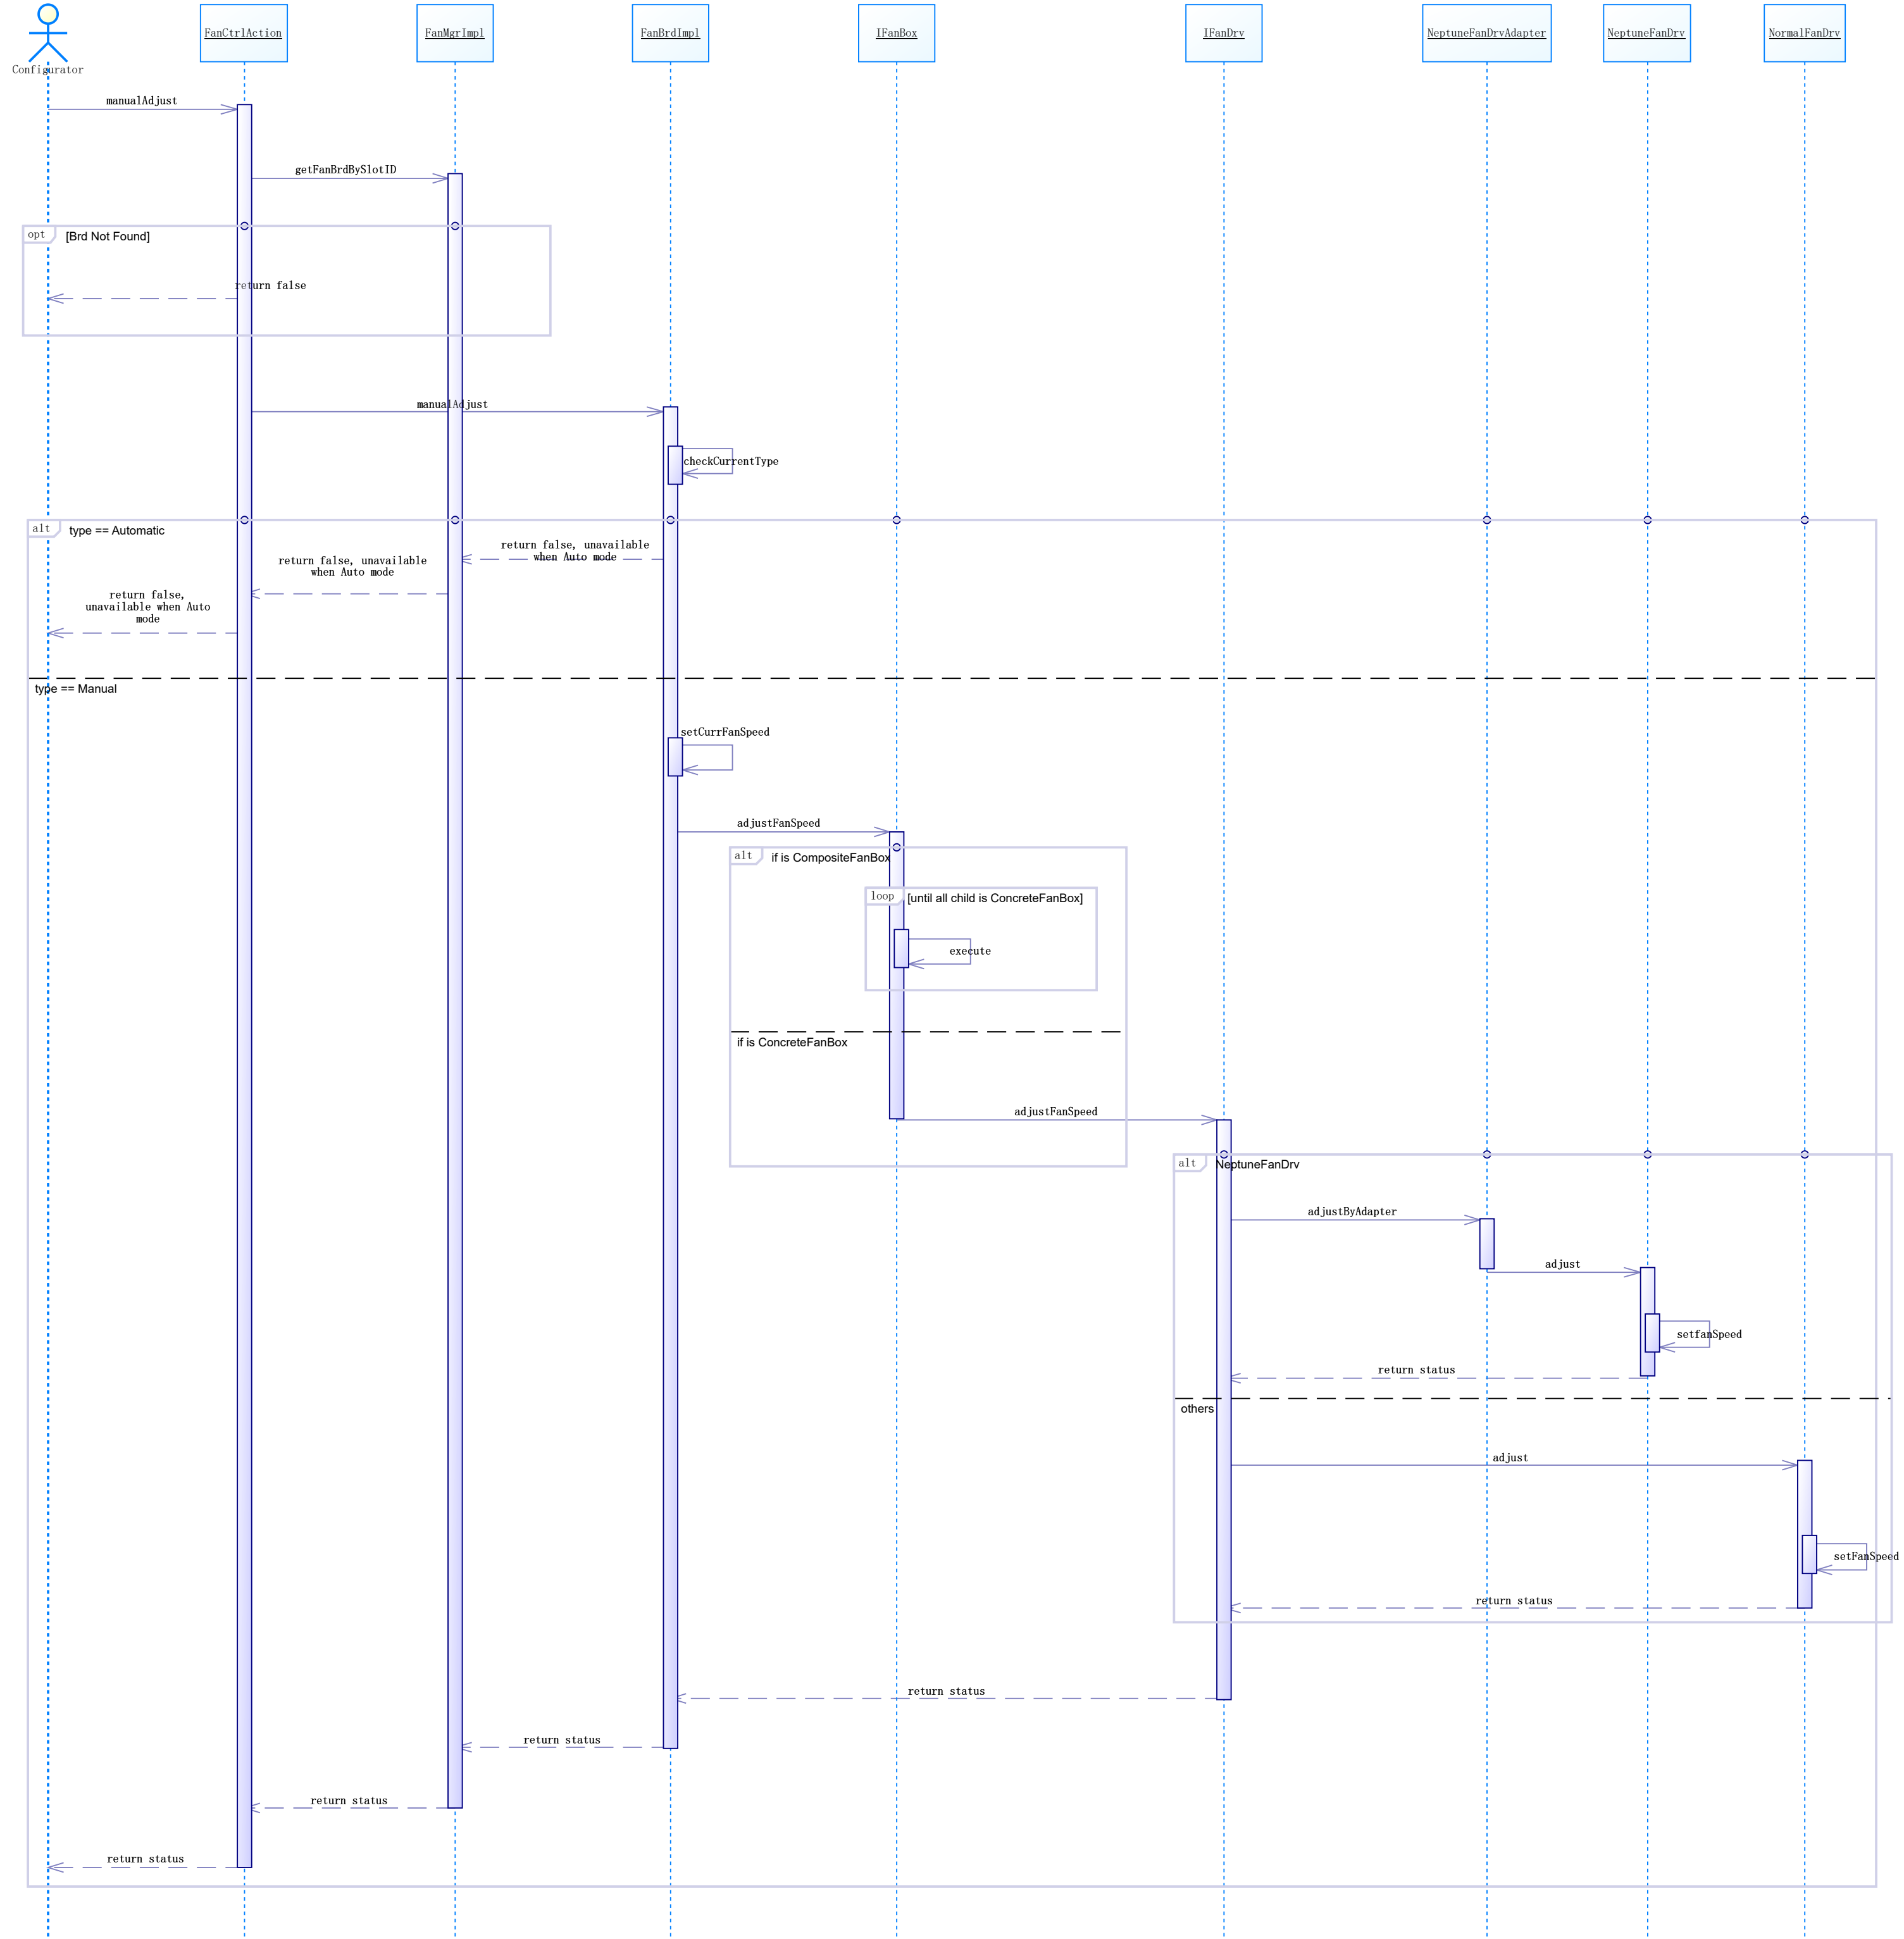 Configurator
FanCtrlAction
FanMgrImpl
FanBrdImpl
IFanBox
IFanDrv
NeptuneFanDrvAdapter
NeptuneFanDrv
NormalFanDrv
manualAdjust
getFanBrdBySlotID
opt
[Brd Not Found]
return false
manualAdjust
checkCurrentType
alt
type == Automatic
return false, unavailable
when Auto mode
return false, unavailable
when Auto mode
return false,
unavailable when Auto
mode
type == Manual
setCurrFanSpeed
adjustFanSpeed
alt
if is CompositeFanBox
loop
[until all child is ConcreteFanBox]
execute
if is ConcreteFanBox
adjustFanSpeed
alt
NeptuneFanDrv
adjustByAdapter
adjust
setfanSpeed
return status
others
adjust
setFanSpeed
return status
return status
return status
return status
return status